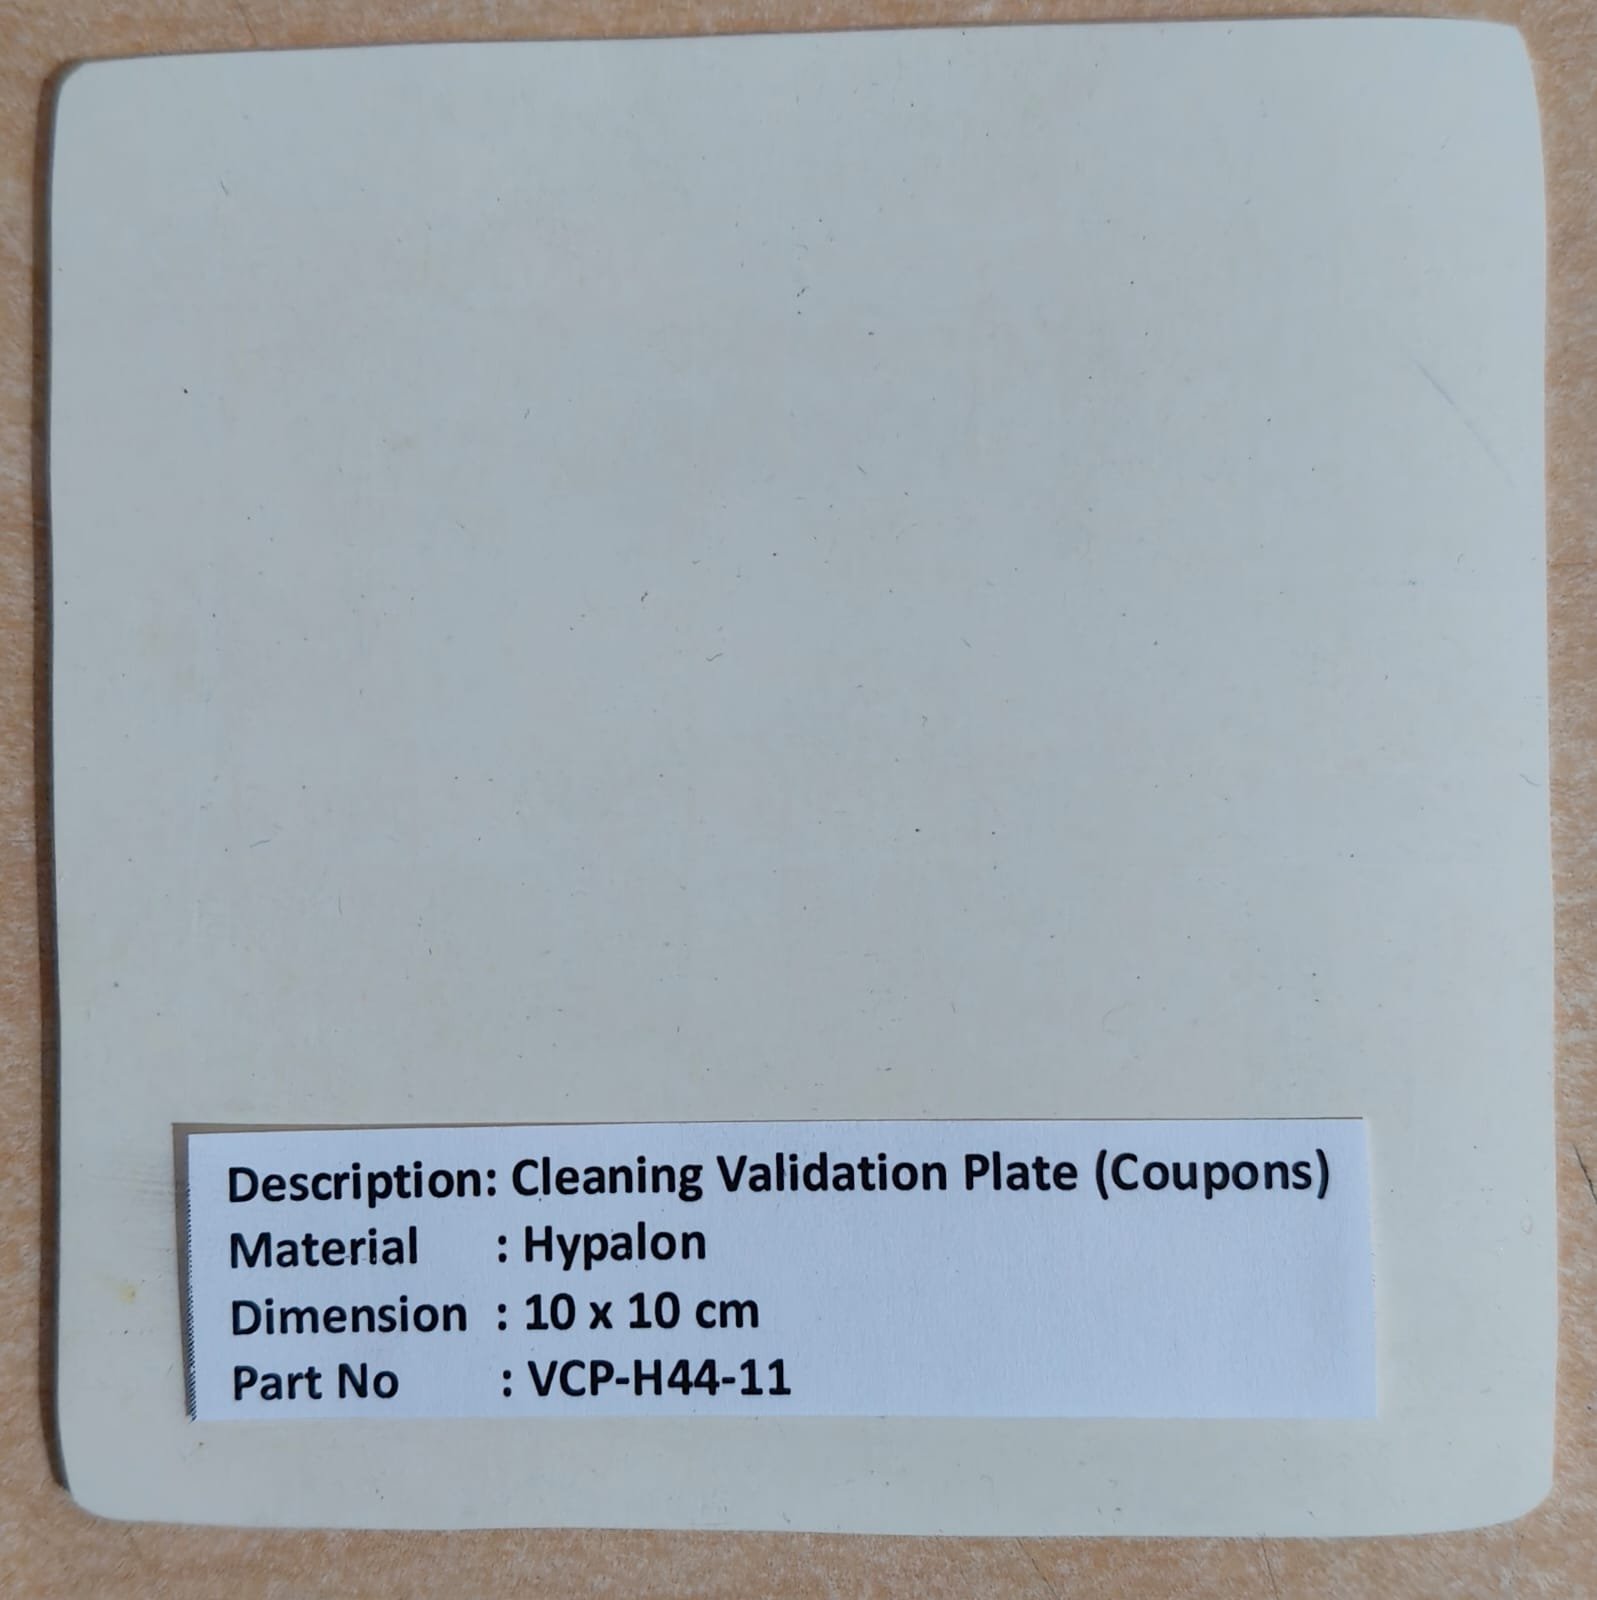 Description: Cleaning Validation Plate (Coupons)
Material : Hypalon
Dimension : 10 x 10 cm
Part No : VCP-H44-11